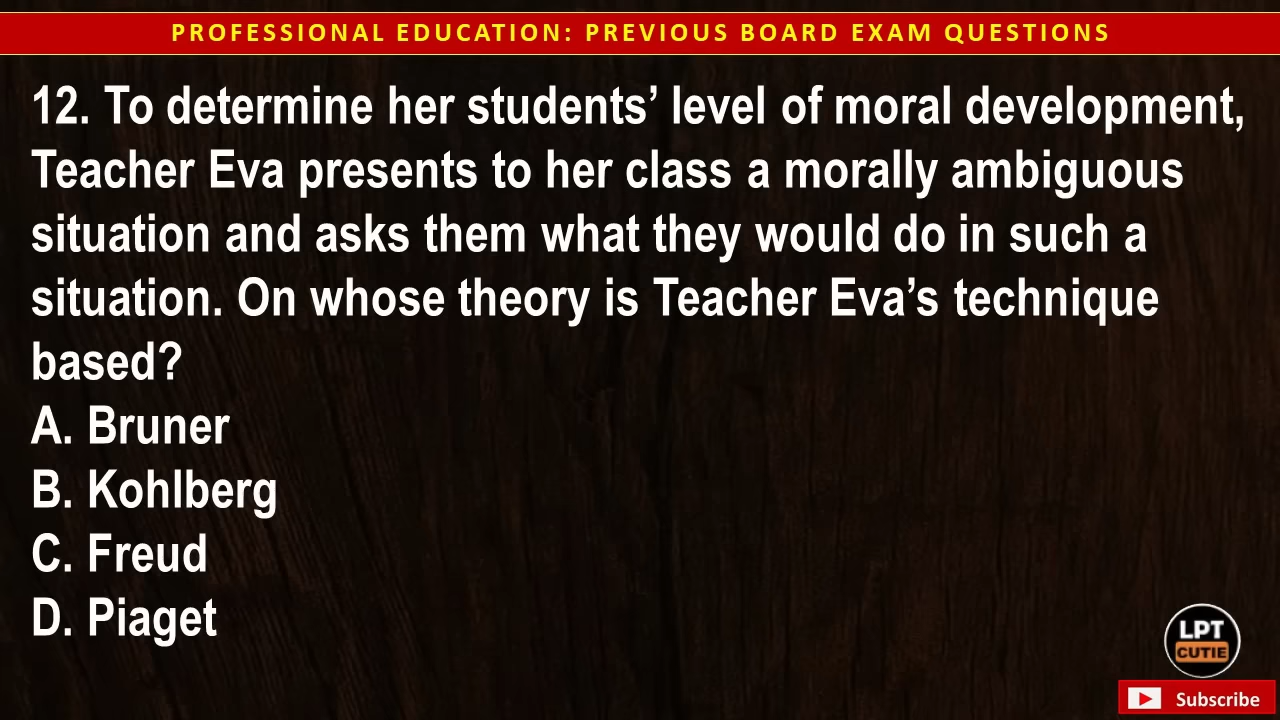 PROFESSIONAL EDUCATION: PREVIOUS BOARD EXAM QUESTIONS
12. To determine her students’ level of moral development,
Teacher Eva presents to her class a morally ambiguous
situation and asks them what they would do in such a
situation. On whose theory is Teacher Eva’s technique
based?
A. Bruner
B. Kohlberg
C. Freud
D. Piaget
LPT
CUTIE
Subscribe